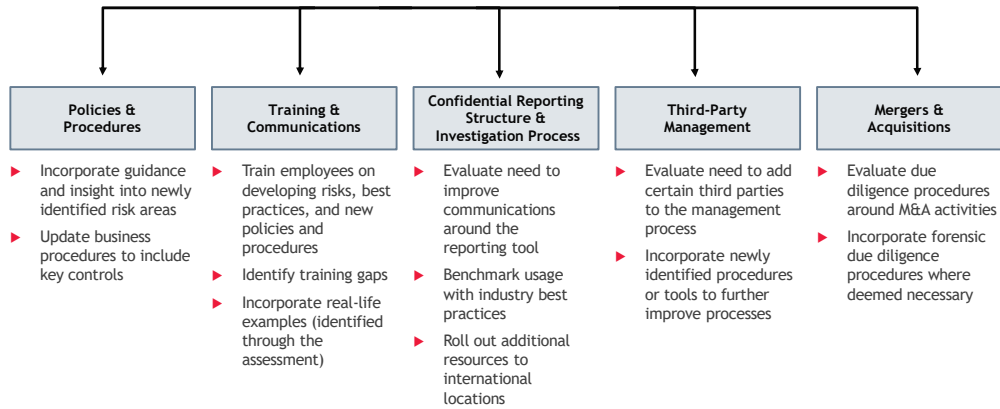 Policies &
Procedures
Training &
Communications
Confidential Reporting
Structure &
Investigation Process
Third-Party
Management
Mergers &
Acquisitions
Incorporate guidance
and insight into newly
identified risk areas
Update business
procedures to include
key controls
Train employees on
developing risks, best
practices, and new
policies and
procedures
Identify training gaps
Incorporate real-life
examples (identified
through the
assessment)
Evaluate need to
improve
communications
around the
reporting tool
Benchmark usage
with industry best
practices
Roll out additional
resources to
international
locations
Evaluate need to add
certain third parties
to the management
process
Incorporate newly
identified procedures
or tools to further
improve processes
Evaluate due
diligence procedures
around M&A activities
Incorporate forensic
due diligence
procedures where
deemed necessary